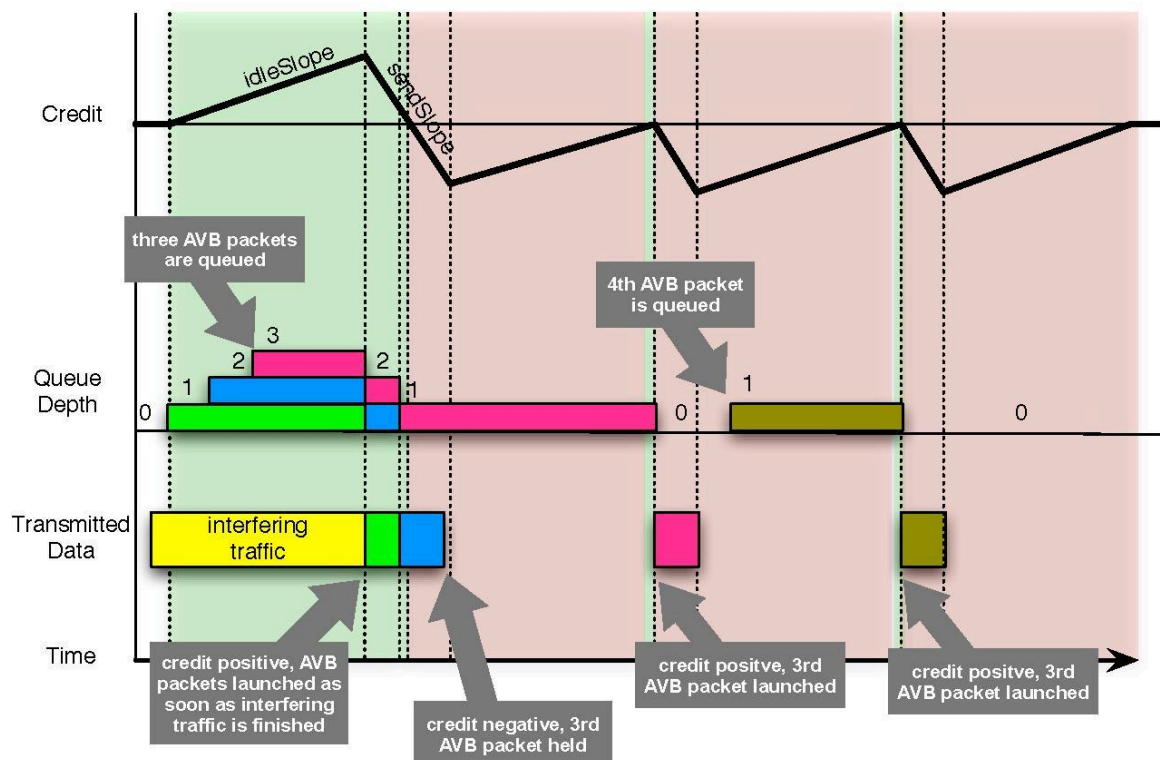 idleSlope
sendSlope
Credit
three AVB packets
are queued
4th AVB packet
is queued
3
2
2
1
1
1
Queue
Depth
0
0
0
Transmitted
Data
interfering
traffic
Time
credit positive, AVB
packets launched as
soon as interfering
traffic is finished
credit negative, 3rd
AVB packet held
credit positve, 3rd
AVB packet launched
credit positve, 3rd
AVB packet launched